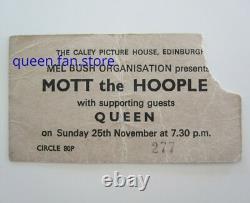 queen fan store
THE CALEY PICTURE HOUSE, EDINBURGH
MEL BUSH ORGANISATION presents
MOTT the HOOPLE
with supporting guests
QUEEN
on Sunday 25th November at 7.30 p.m.
CIRCLE 80P
277